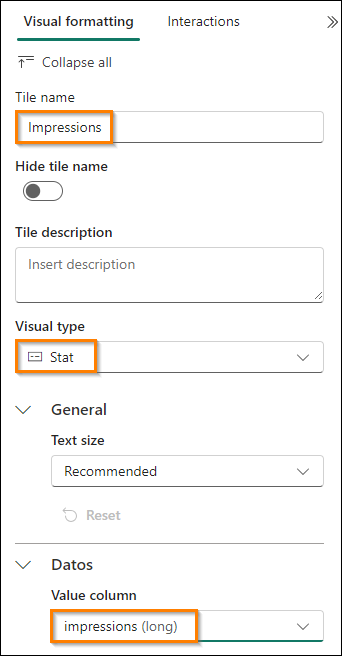 Visual formatting Interactions
Collapse all
Tile name
Impressions
Hide tile name
Tile description
Insert description
Visual type
Stat
General
Text size
Recommended
Reset
Datos
Value column
impressions (long)